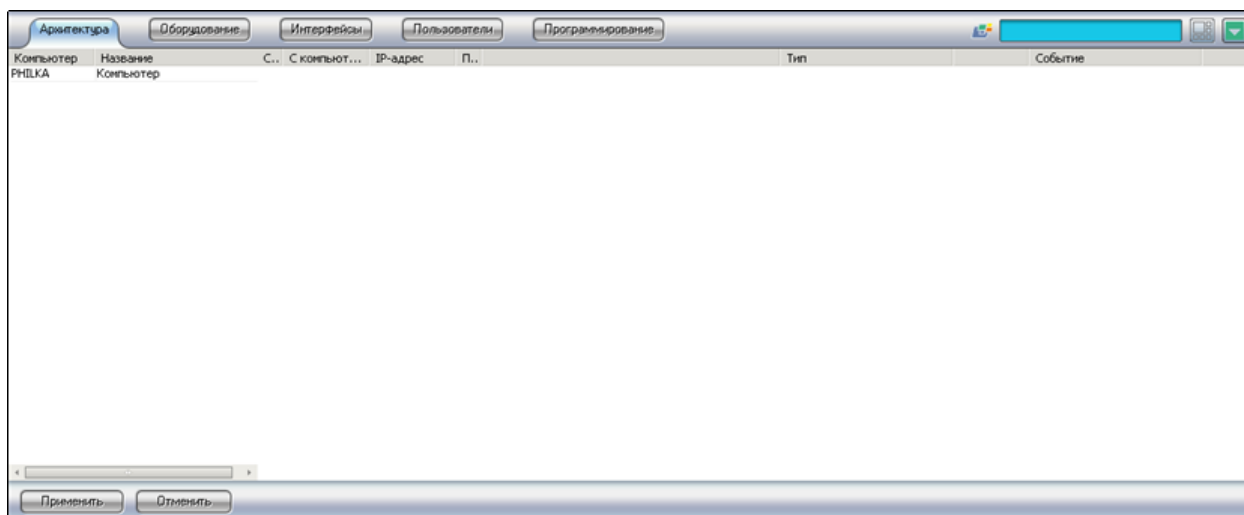 Архитектура Оборудование Интерфейсы Пользователи Программирование
Компьютер Название С.. С компьют... IP-адрес П.. Тип Событие
PHILKA Компьютер
Применить Отменить